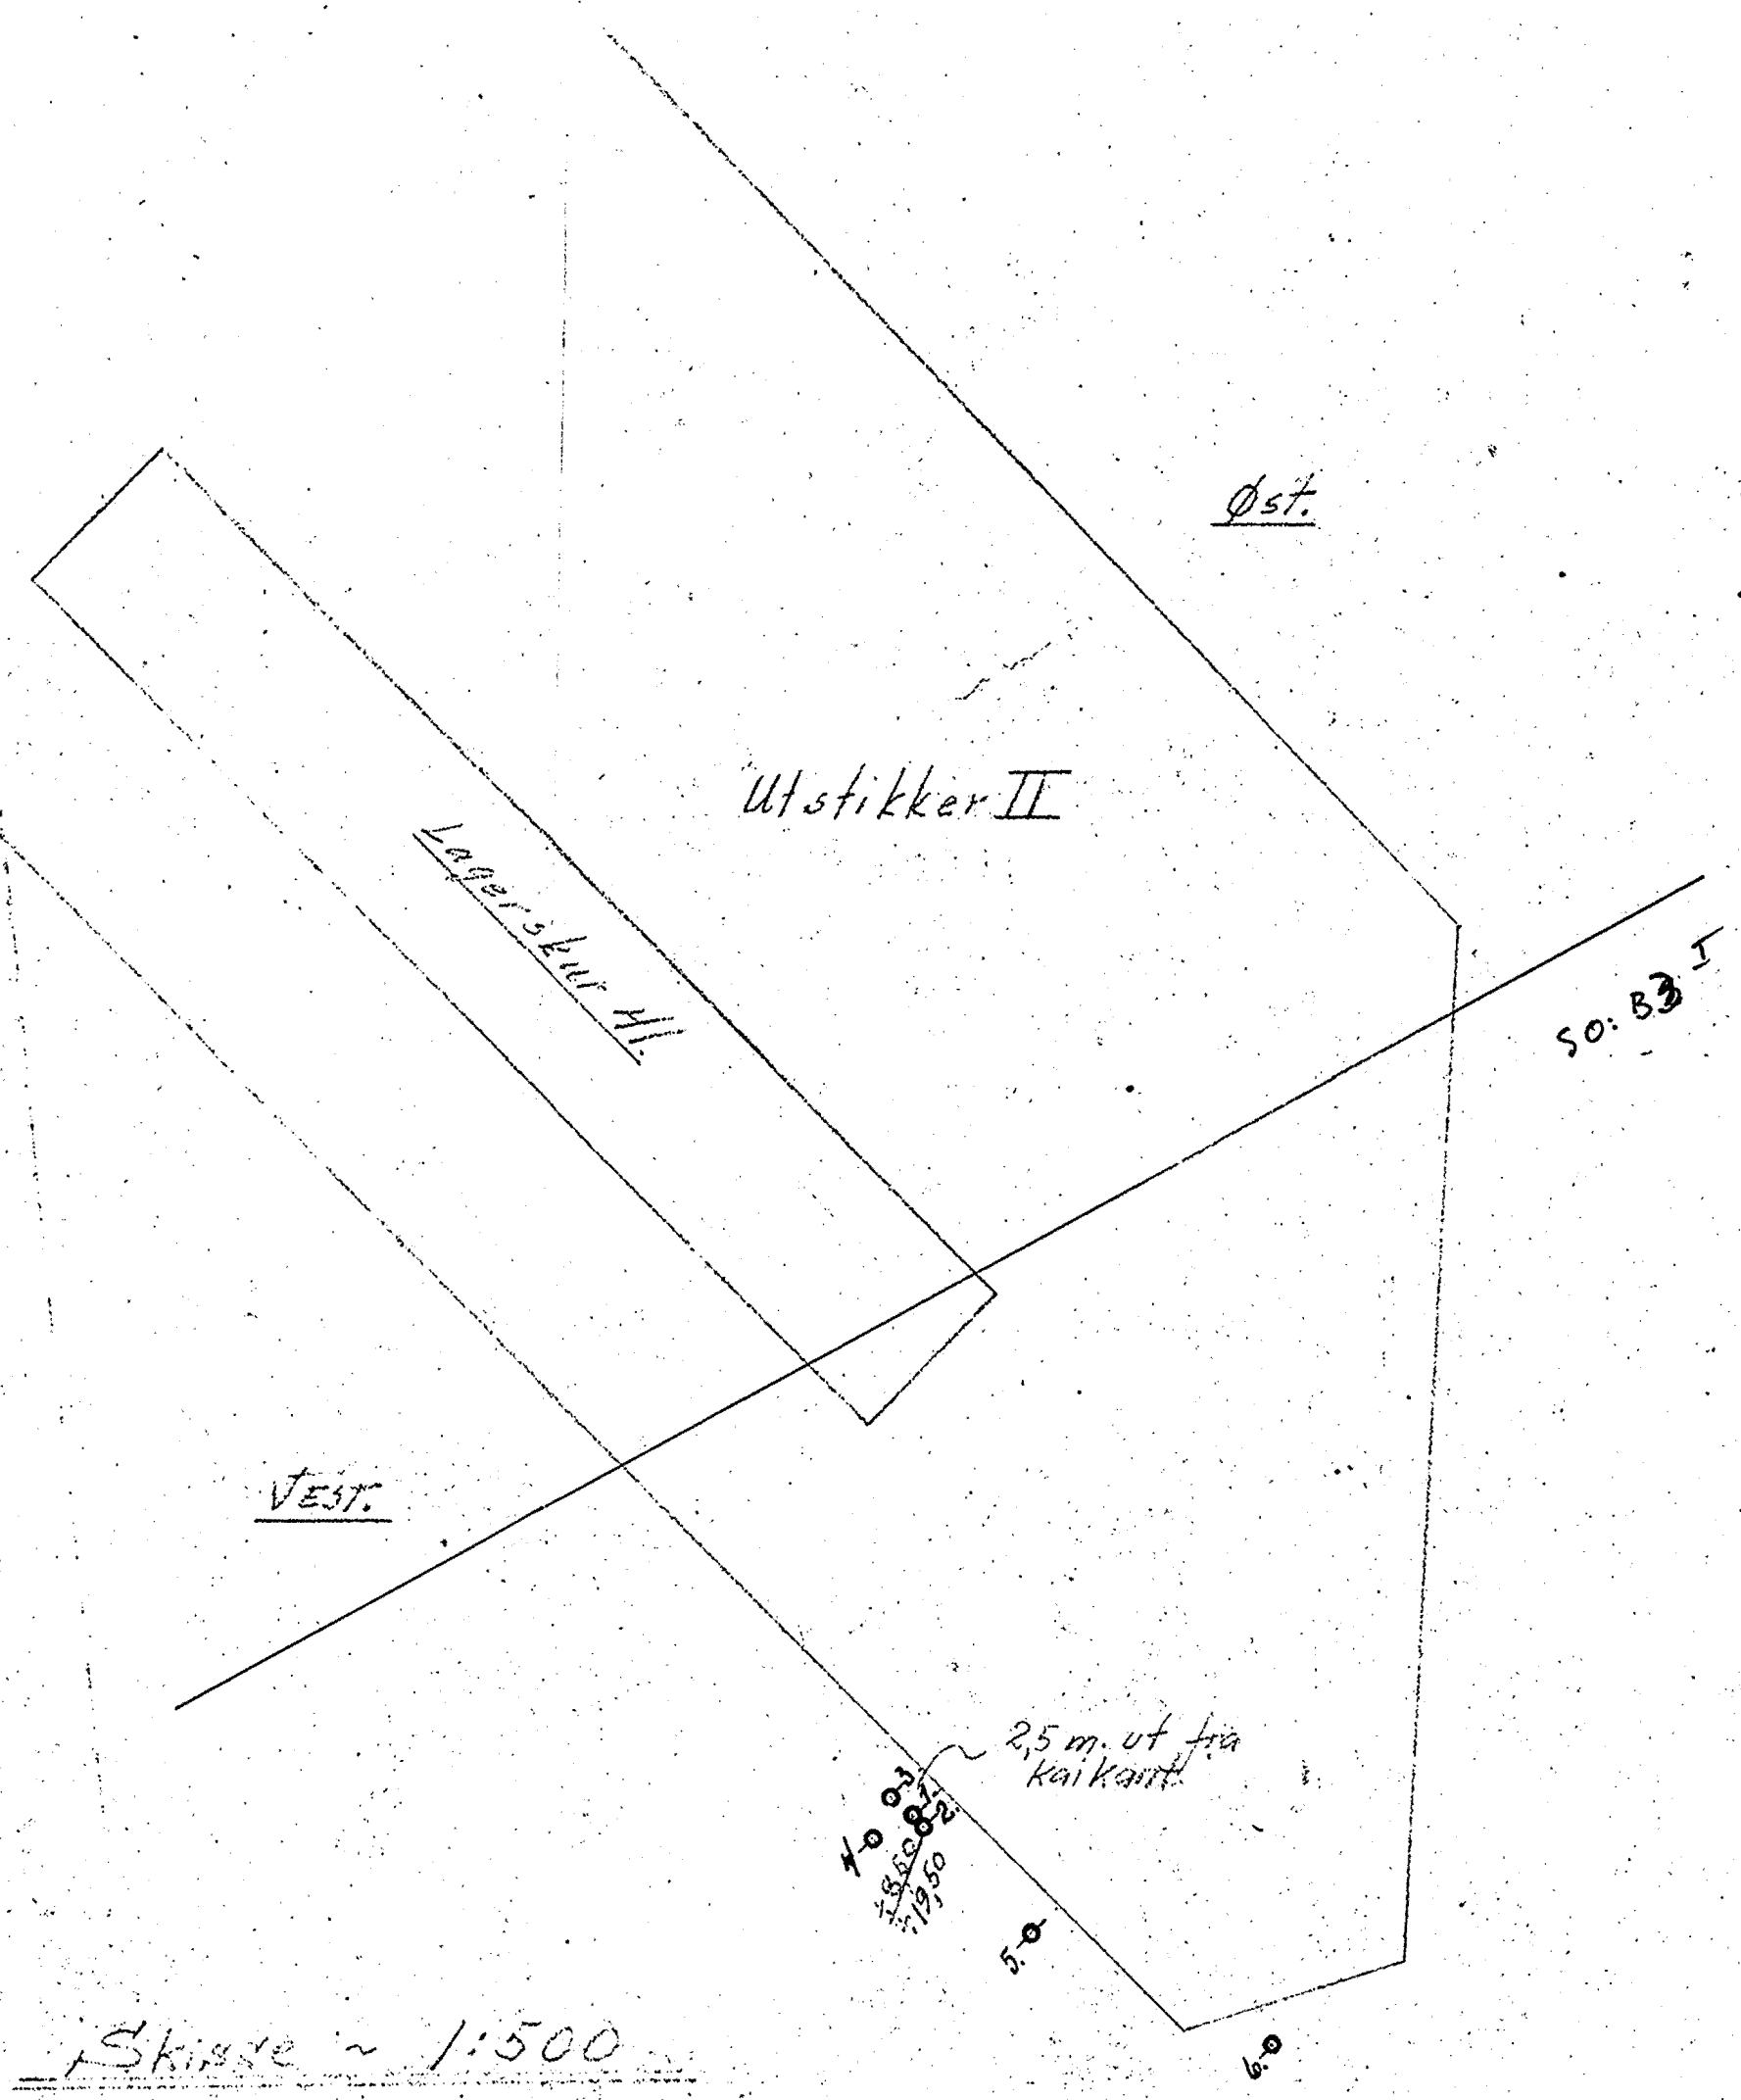 Øst.
Utstikker II
Lagerskur 41.
SO: B3 I
VEST.
2,5 m. ut fra
kaikant.
3.
1.
2.
4
÷ 8,50
÷ 19,50
5.
6.
Skisse ~ 1:500